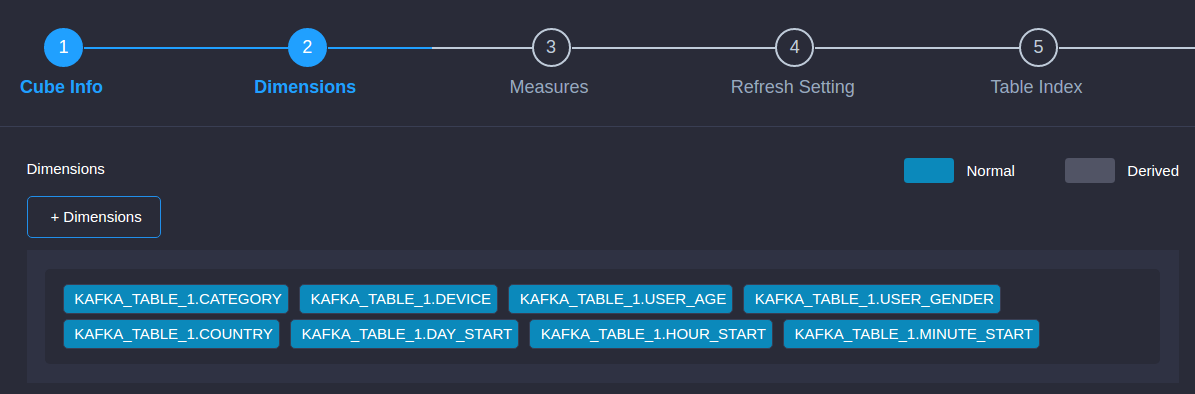 1 2 3 4 5
Cube Info Dimensions Measures Refresh Setting Table Index
Dimensions Normal Derived
+ Dimensions
KAFKA_TABLE_1.CATEGORY KAFKA_TABLE_1.DEVICE KAFKA_TABLE_1.USER_AGE KAFKA_TABLE_1.USER_GENDER
KAFKA_TABLE_1.COUNTRY KAFKA_TABLE_1.DAY_START KAFKA_TABLE_1.HOUR_START KAFKA_TABLE_1.MINUTE_START